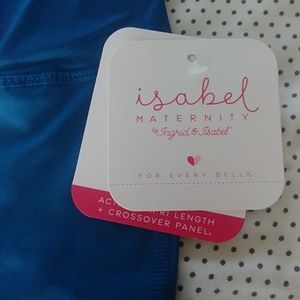 isabel
MATERNITY
by Ingrid & Isabel®
FOR EVERY BELLY.
LENGTH
+ CROSSOVER PANEL®